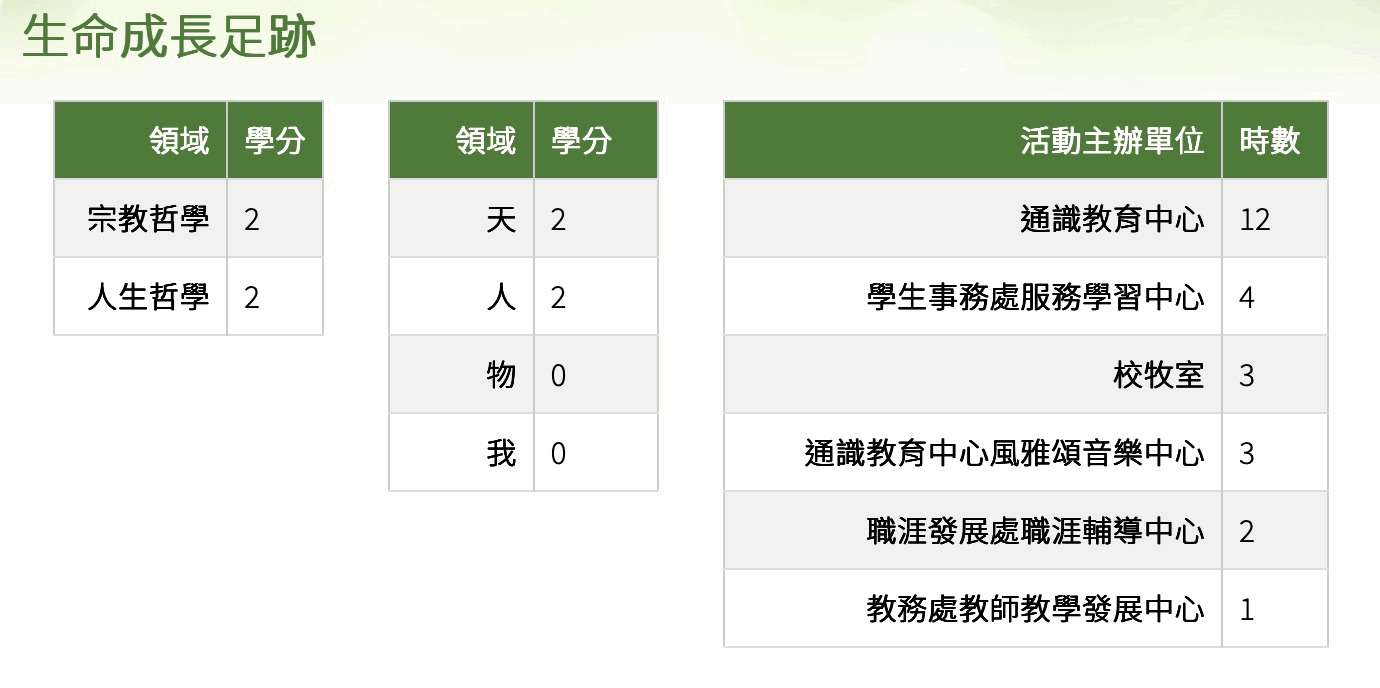 生命成長足跡
領域 學分
宗教哲學 2
人生哲學 2
領域 學分
天 2
人 2
物 0
我 0
活動主辦單位 時數
通識教育中心 12
學生事務處服務學習中心 4
校牧室 3
通識教育中心風雅頌音樂中心 3
職涯發展處職涯輔導中心 2
教務處教師教學發展中心 1